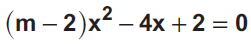 (m – 2)x² – 4x + 2 = 0